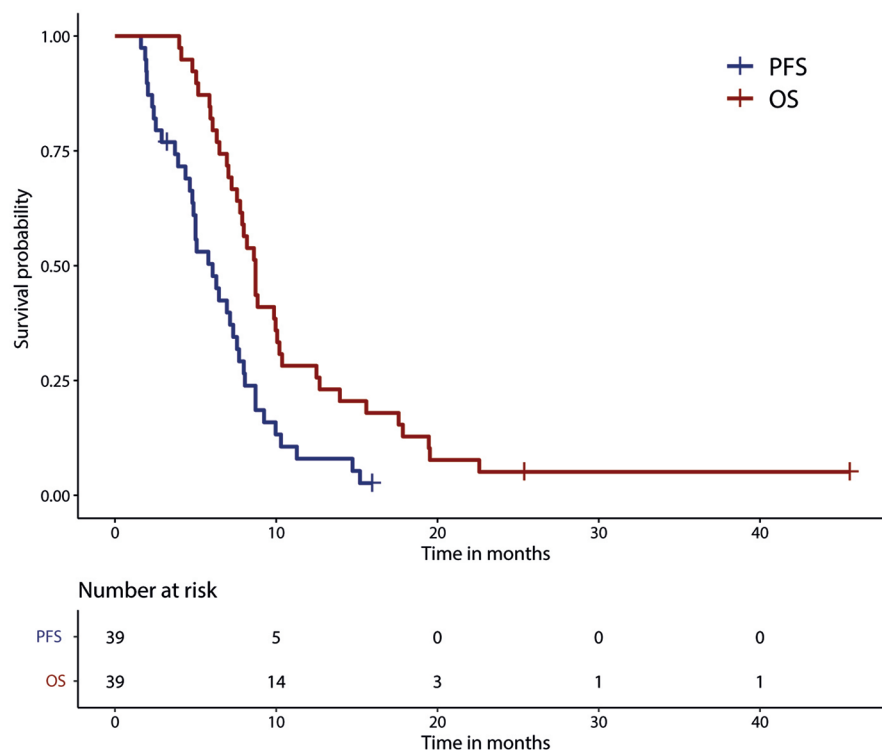 1.00
0.75
0.50
0.25
0.00
Survival probability
PFS
OS
0 10 20 30 40
Time in months
Number at risk
PFS 39 5 0 0 0
OS 39 14 3 1 1
0 10 20 30 40
Time in months